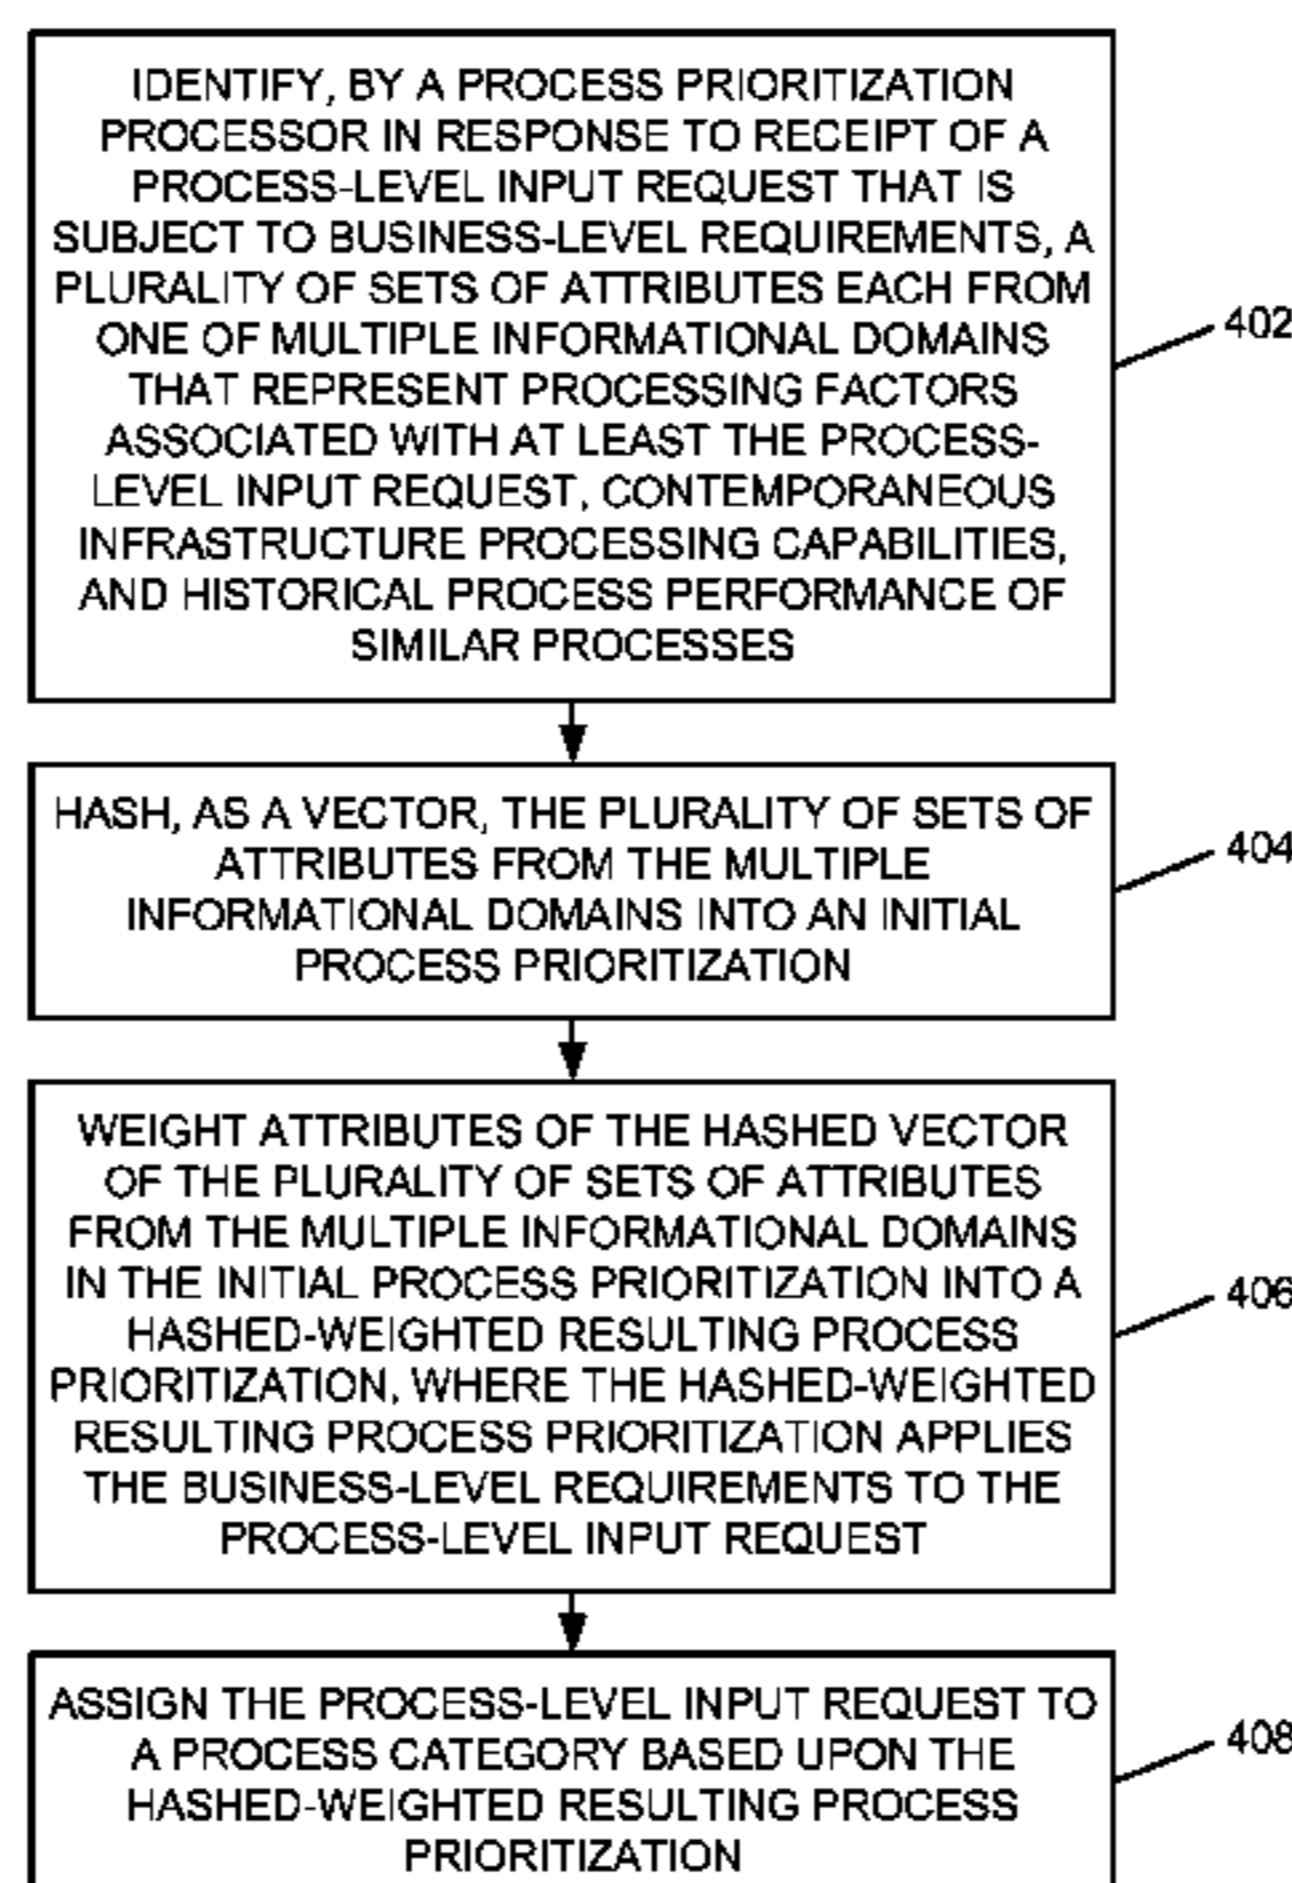 IDENTIFY, BY A PROCESS PRIORITIZATION
PROCESSOR IN RESPONSE TO RECEIPT OF A
PROCESS-LEVEL INPUT REQUEST THAT IS
SUBJECT TO BUSINESS-LEVEL REQUIREMENTS, A
PLURALITY OF SETS OF ATTRIBUTES EACH FROM
ONE OF MULTIPLE INFORMATIONAL DOMAINS
THAT REPRESENT PROCESSING FACTORS
ASSOCIATED WITH AT LEAST THE PROCESS-
LEVEL INPUT REQUEST, CONTEMPORANEOUS
INFRASTRUCTURE PROCESSING CAPABILITIES,
AND HISTORICAL PROCESS PERFORMANCE OF
SIMILAR PROCESSES
402
HASH, AS A VECTOR, THE PLURALITY OF SETS OF
ATTRIBUTES FROM THE MULTIPLE
INFORMATIONAL DOMAINS INTO AN INITIAL
PROCESS PRIORITIZATION
404
WEIGHT ATTRIBUTES OF THE HASHED VECTOR
OF THE PLURALITY OF SETS OF ATTRIBUTES
FROM THE MULTIPLE INFORMATIONAL DOMAINS
IN THE INITIAL PROCESS PRIORITIZATION INTO A
HASHED-WEIGHTED RESULTING PROCESS
PRIORITIZATION, WHERE THE HASHED-WEIGHTED
RESULTING PROCESS PRIORITIZATION APPLIES
THE BUSINESS-LEVEL REQUIREMENTS TO THE
PROCESS-LEVEL INPUT REQUEST
406
ASSIGN THE PROCESS-LEVEL INPUT REQUEST TO
A PROCESS CATEGORY BASED UPON THE
HASHED-WEIGHTED RESULTING PROCESS
PRIORITIZATION
408